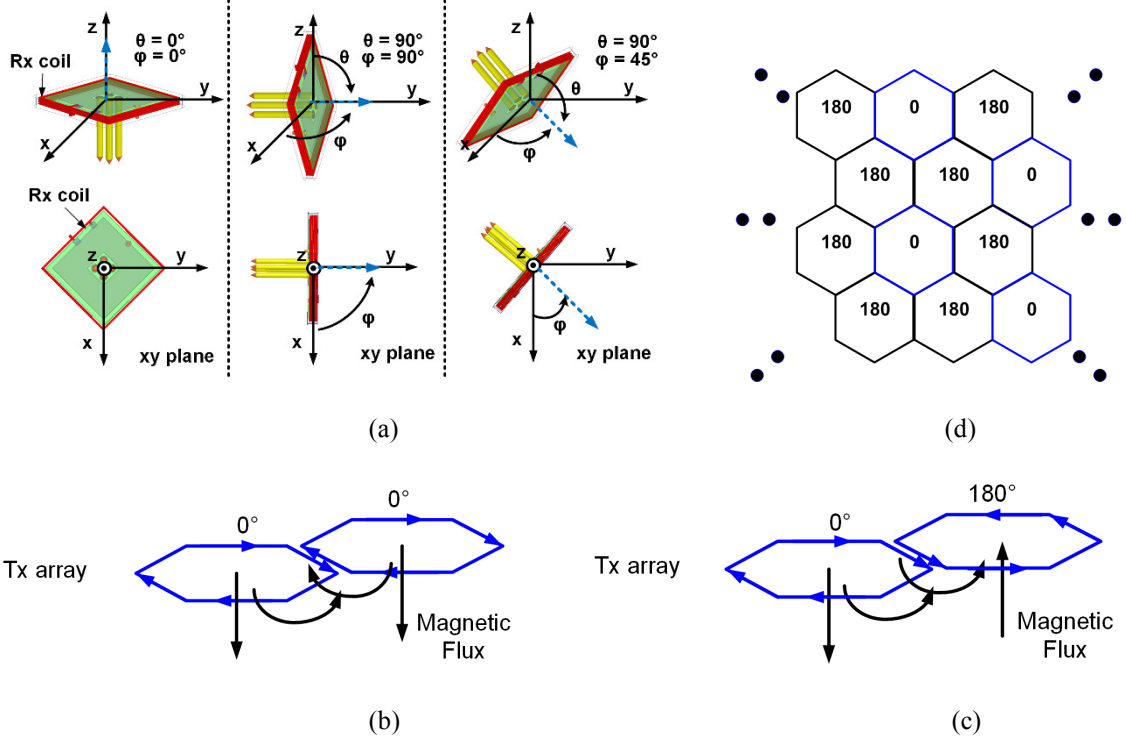 z
θ = 0°
φ = 0°
Rx coil
y
x
z
θ = 90°
φ = 90°
θ
y
x
φ
z
θ = 90°
φ = 45°
θ
y
x
φ
Rx coil
z
y
x
xy plane
z
y
φ
x
xy plane
z
y
φ
x
xy plane
(a)
180
0
180
180
180
0
180
0
180
180
180
0
(d)
0°
0°
Tx array
Magnetic
Flux
(b)
180°
0°
Tx array
Magnetic
Flux
(c)